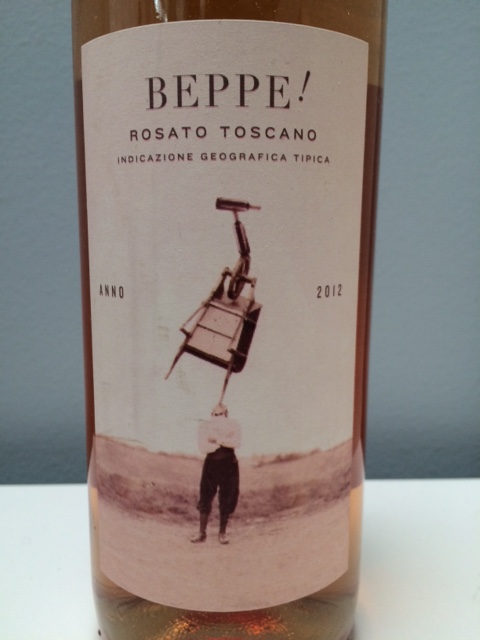 BEPPE!
ROSATO TOSCANO
INDICAZIONE GEOGRAFICA TIPICA
ANNO 2012